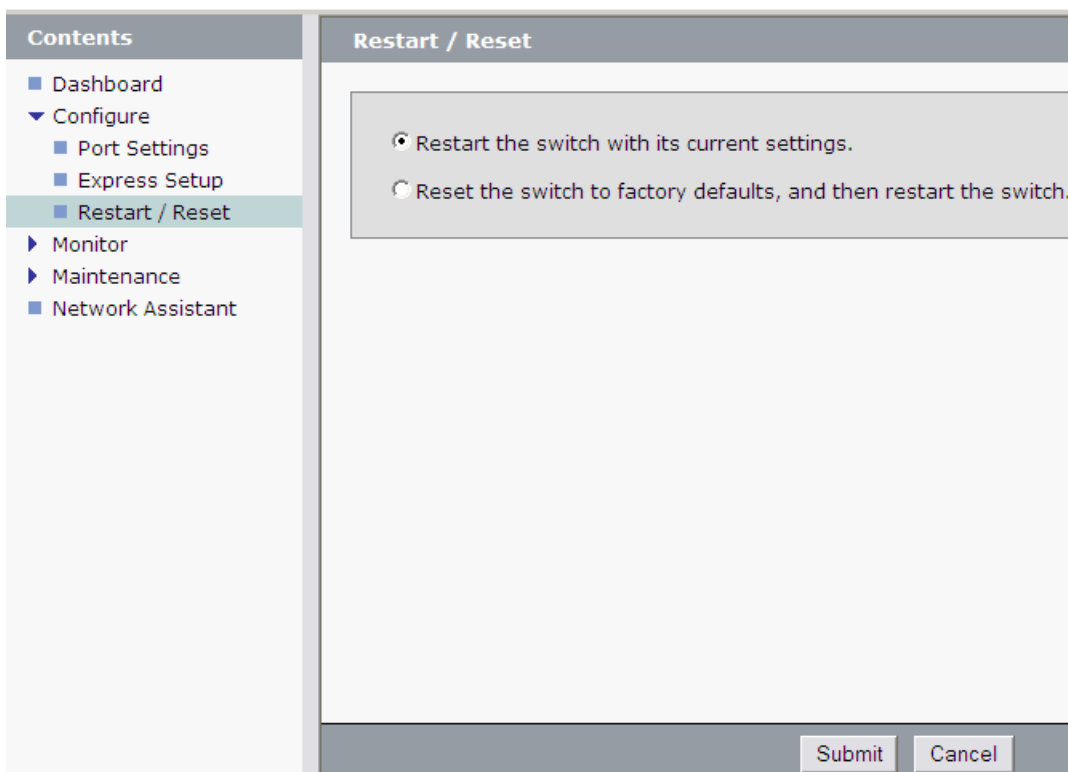 Contents
Dashboard
Configure
Port Settings
Express Setup
Restart / Reset
Monitor
Maintenance
Network Assistant
Restart / Reset
Restart the switch with its current settings.
Reset the switch to factory defaults, and then restart the switch.
Submit
Cancel